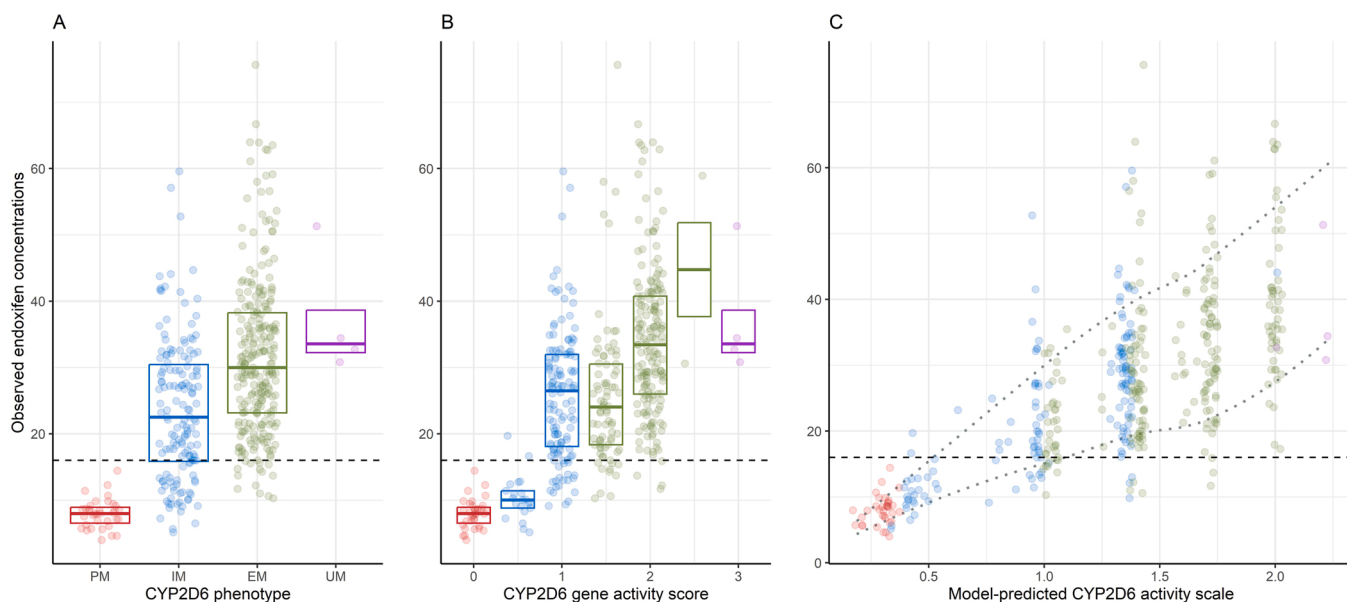 A
B
C
Observed endoxifen concentrations
60
40
20
0
PM IM EM UM
CYP2D6 phenotype
60
40
20
0 1 2 3
CYP2D6 gene activity score
60
40
20
0
0.5 1.0 1.5 2.0
Model-predicted CYP2D6 activity scale